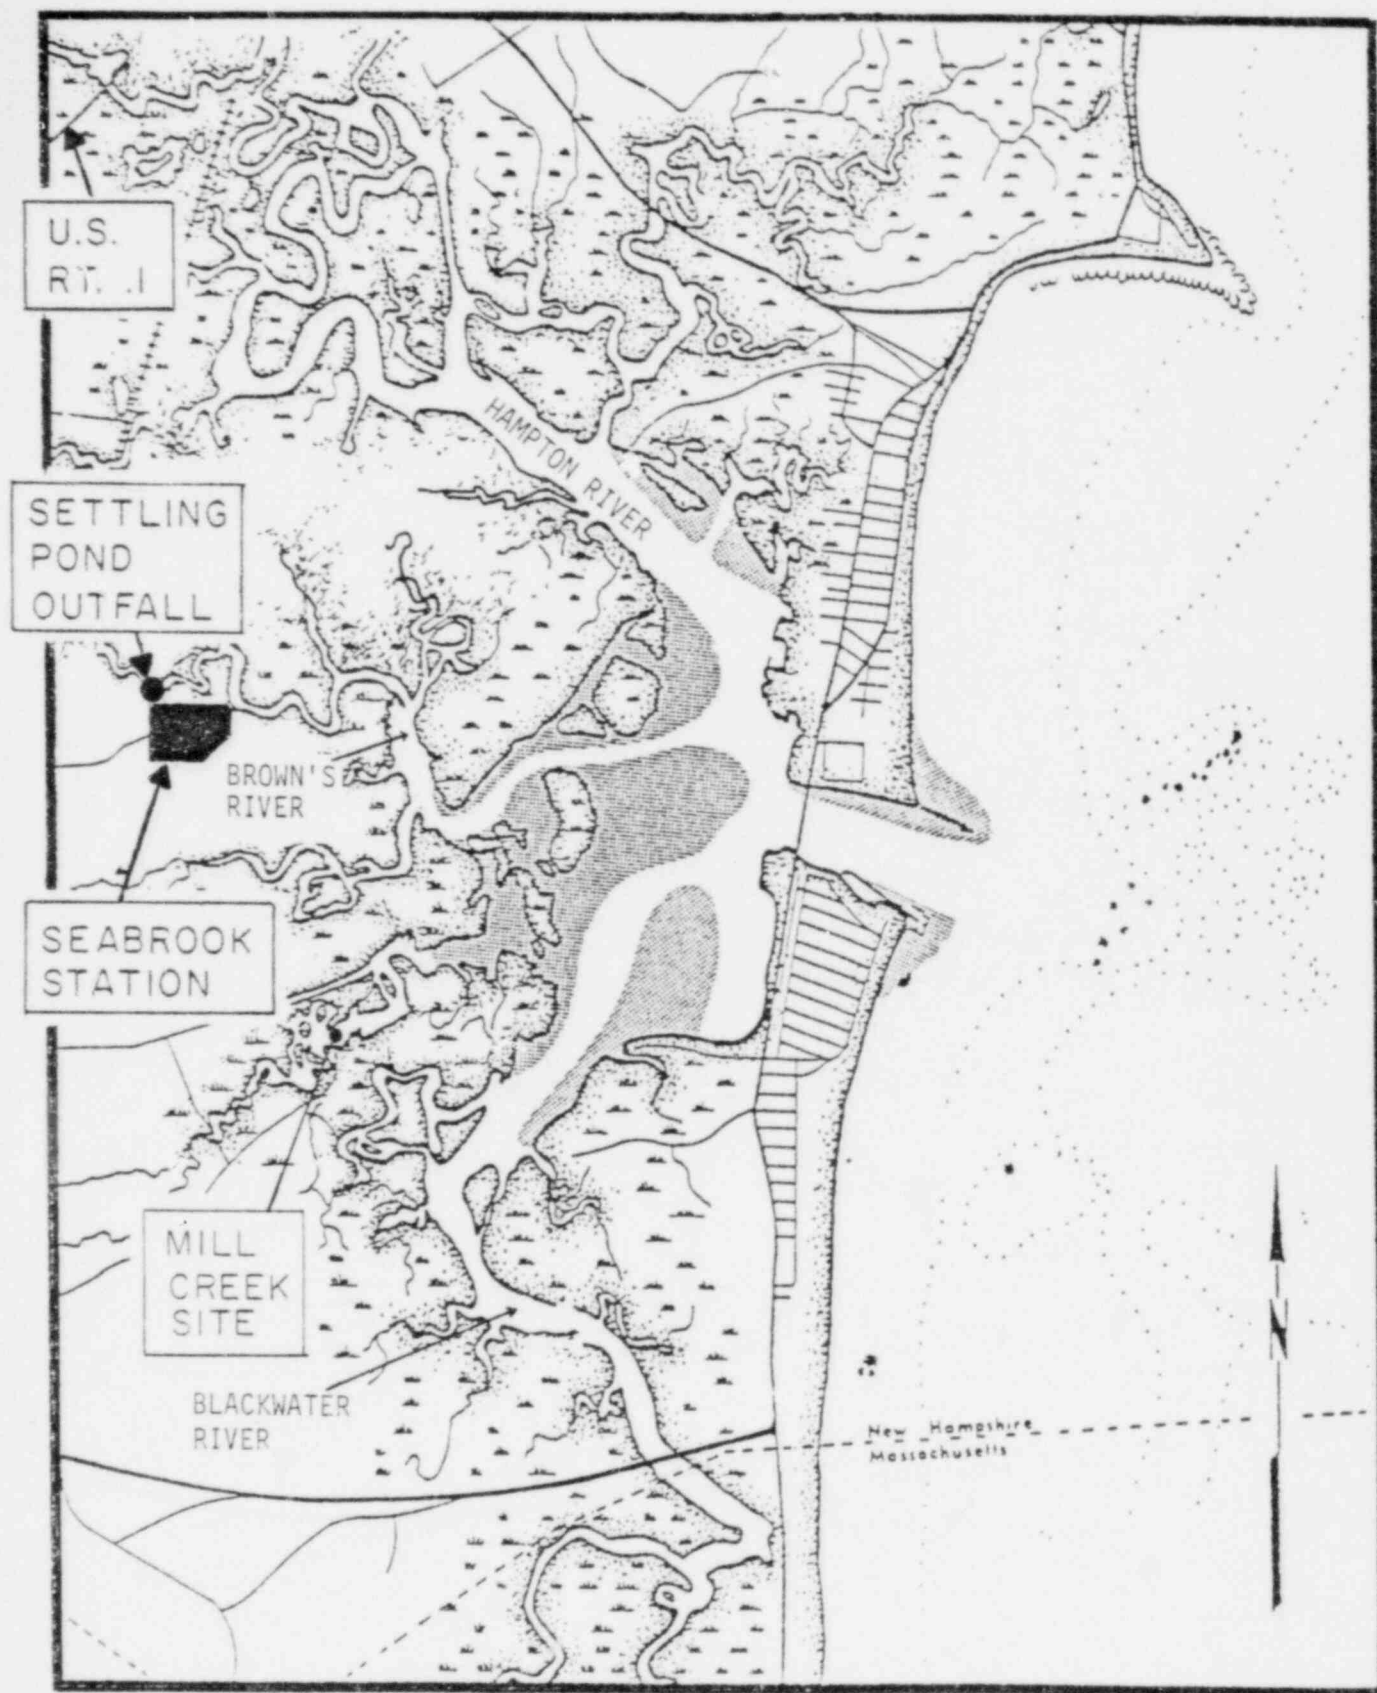 U.S.
RT. .1
HAMPTON RIVER
SETTLING
POND
OUTFALL
BROWN'S
RIVER
SEABROOK
STATION
MILL
CREEK
SITE
BLACKWATER
RIVER
New Hampshire
Massachusetts
N